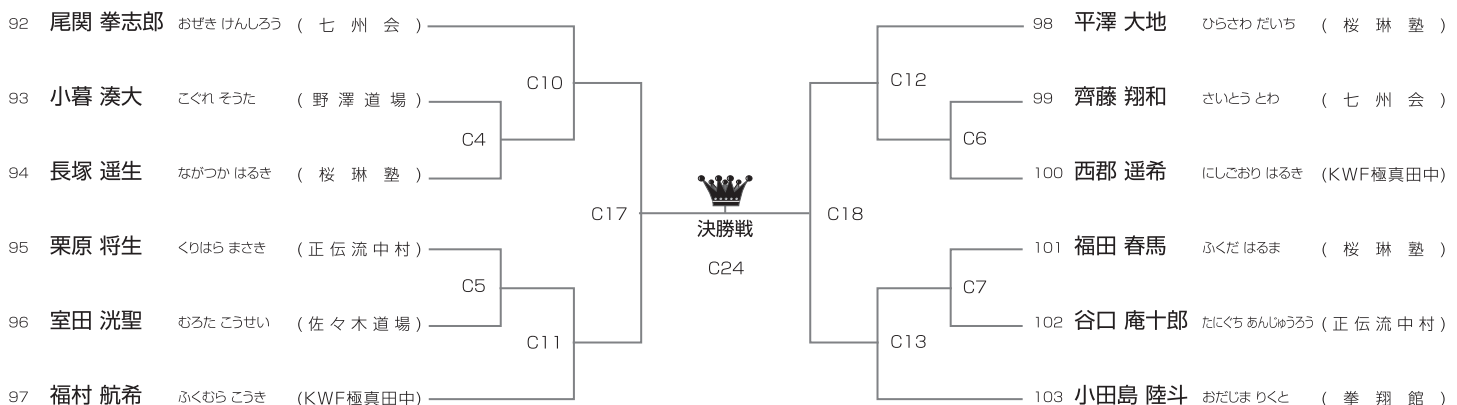 92 尾関 拳志郎 おぜき けんしろう (七州会)
93 小暮 湊大 こぐれ そうた (野澤道場)
94 長塚 遥生 ながつか はるき (桜琳塾)
95 栗原 将生 くりはら まさき (正伝流中村)
96 室田 洸聖 むろた こうせい (佐々木道場)
97 福村 航希 ふくむら こうき (KWF極真田中)
C10
C4
C17
C5
C11
決勝戦
C24
C12
C6
C18
C7
C13
98 平澤 大地 ひらさわ だいち (桜琳塾)
99 齊藤 翔和 さいとう とわ (七州会)
100 西郡 遥希 にしごおり はるき (KWF極真田中)
101 福田 春馬 ふくだ はるま (桜琳塾)
102 谷口 庵十郎 たにぐち あんじゅうろう (正伝流中村)
103 小田島 陸斗 おだじま りくと (拳翔館)